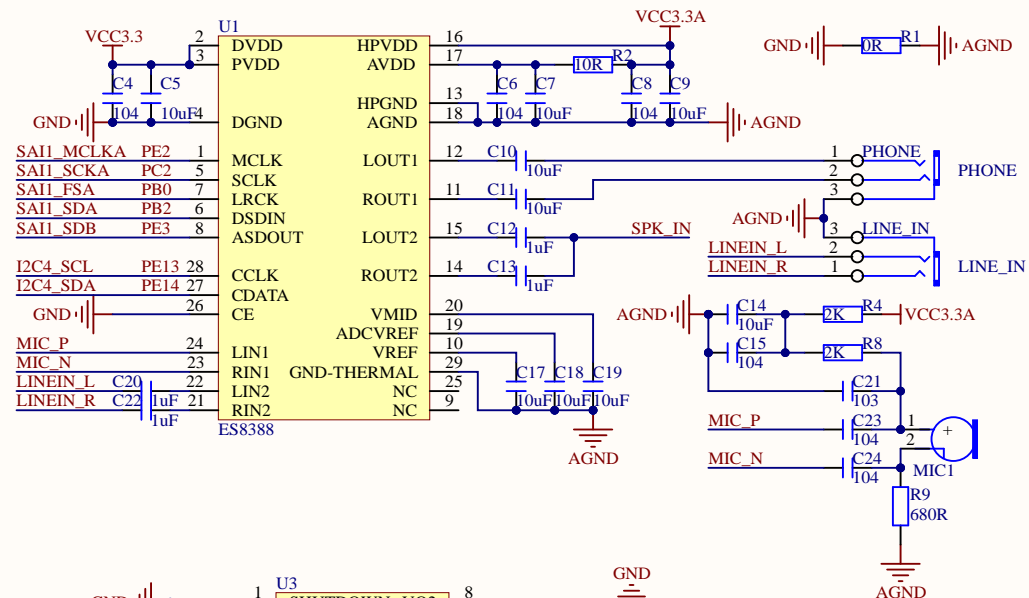 U1
VCC3.3A
VCC3.3
2 DVDD HPVDD 16
3 PVDD AVDD 17
10R R2
GND 0R R1 AGND
C4 C5 C6 C7 C8 C9
104 10uF 104 10uF 104 10uF
HPGND 13
GND 4 DGND AGND 18 AGND
SAI1_MCLKA PE2 1 MCLK LOUT1 12 C10 10uF 1 PHONE
SAI1_SCKA PC2 5 SCLK 2 PHONE
SAI1_FSA PB0 7 LRCK ROUT1 11 C11 10uF 3
SAI1_SDA PB2 6 DSDIN AGND
SAI1_SDB PE3 8 ASDOUT LOUT2 15 C12 1uF SPK_IN 3 LINE_IN
LINEIN_L 2
I2C4_SCL PE13 28 CCLK ROUT2 14 C13 1uF LINEIN_R 1 LINE_IN
I2C4_SDA PE14 27 CDATA
GND 26 CE VMID 20
AGND C14 10uF 2K R4 VCC3.3A
ADCVREF 19
MIC_P 24 LIN1 VREF 10
C15 104 2K R8
MIC_N 23 RIN1 GND-THERMAL 29
C17 C18 C19
10uF 10uF 10uF
LINEIN_L C20 1uF 22 LIN2 NC 25
C21 103
LINEIN_R C22 1uF 21 RIN2 NC 9
ES8388
AGND
MIC_P C23 104 1 +
2
MIC_N C24 104 MIC1
R9
680R
AGND
U3
GND
1 8